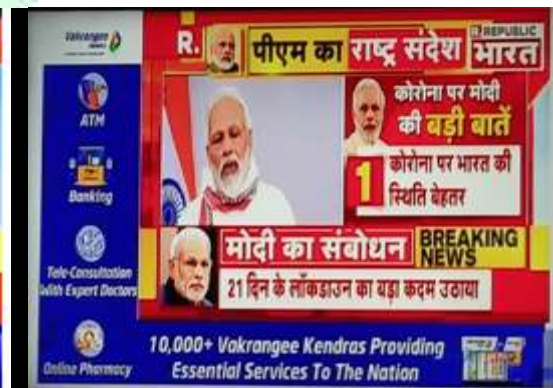 Vakrangee
ATM
Banking
Tele-Consultation
With Expert Doctors
Online Pharmacy
R.
पीएम का राष्ट्र संदेश
REPUBLIC
भारत
कोरोना पर मोदी
की बड़ी बातें
1
कोरोना पर भारत की
स्थिति बेहतर
मोदी का संबोधन
BREAKING
NEWS
21 दिन के लॉकडाउन का बड़ा कदम उठाया
10,000+ Vakrangee Kendras Providing
Essential Services To The Nation